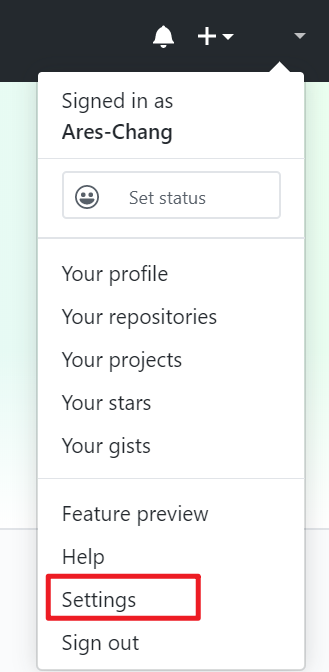 Signed in as
Ares-Chang
Set status
Your profile
Your repositories
Your projects
Your stars
Your gists
Feature preview
Help
Settings
Sign out